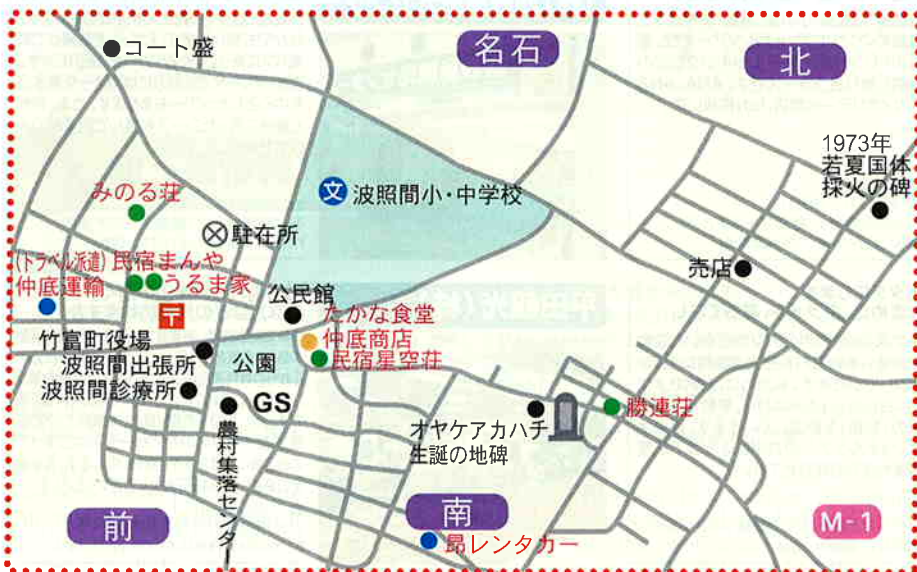 コート盛
名石
北
1973年
若夏国体
採火の碑
みのる荘
文
波照間小・中学校
駐在所
(トラベル派遣)
民宿まんや
仲底運輸
うるま家
売店
公民館
〒
たかな食堂
仲底商店
民宿星空荘
竹富町役場
波照間出張所
波照間診療所
公園
GS
農村集落センター
オヤケアカハチ
生誕の地碑
勝連荘
前
南
昴レンタカー
M-1